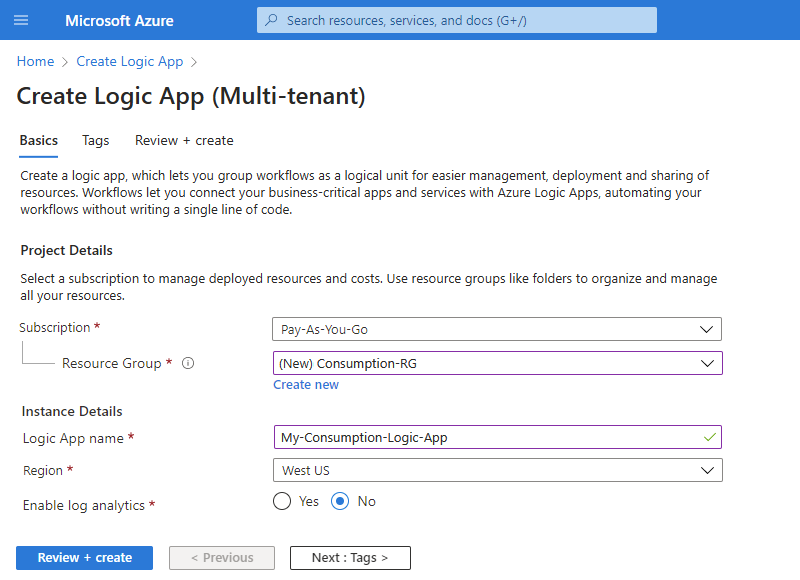 Microsoft Azure
Search resources, services, and docs (G+/)
Home > Create Logic App >
Create Logic App (Multi-tenant)
Basics Tags Review + create
Create a logic app, which lets you group workflows as a logical unit for easier management, deployment and sharing of
resources. Workflows let you connect your business-critical apps and services with Azure Logic Apps, automating your
workflows without writing a single line of code.
Project Details
Select a subscription to manage deployed resources and costs. Use resource groups like folders to organize and manage
all your resources.
Subscription * Pay-As-You-Go
Resource Group * (New) Consumption-RG
Create new
Instance Details
Logic App name * My-Consumption-Logic-App
Region * West US
Enable log analytics * Yes No
Review + create < Previous Next : Tags >